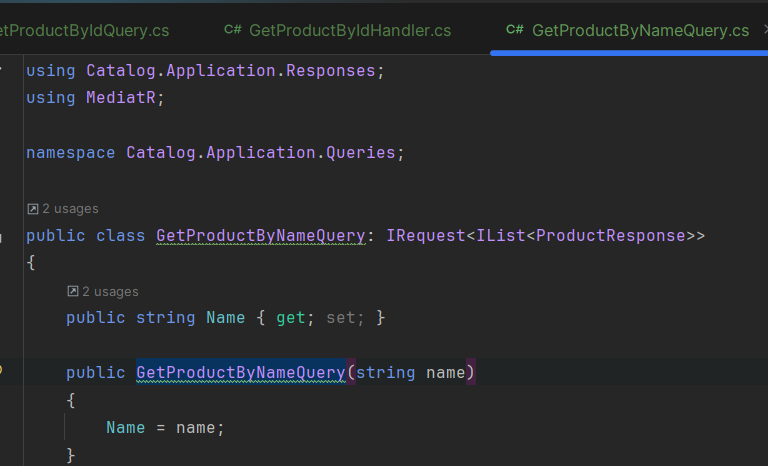 etProductByIdQuery.cs
C# GetProductByIdHandler.cs
C# GetProductByNameQuery.cs
using Catalog.Application.Responses;
using MediatR;
namespace Catalog.Application.Queries;
2 usages
public class GetProductByNameQuery: IRequest<IList<ProductResponse>>
{
2 usages
public string Name { get; set; }
public GetProductByNameQuery(string name)
{
Name = name;
}